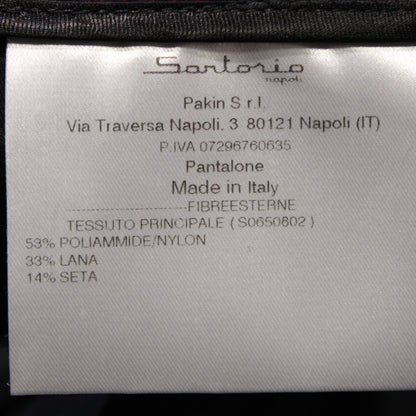 Sartorio
napoli
Pakin S r.l.
Via Traversa Napoli, 3 80121 Napoli (IT)
P.IVA 07296760635
Pantalone
Made in Italy
--------------------------------FIBREESTERNE
TESSUTO PRINCIPALE ( S0650802 )
53% POLIAMMIDE/NYLON
33% LANA
14% SETA